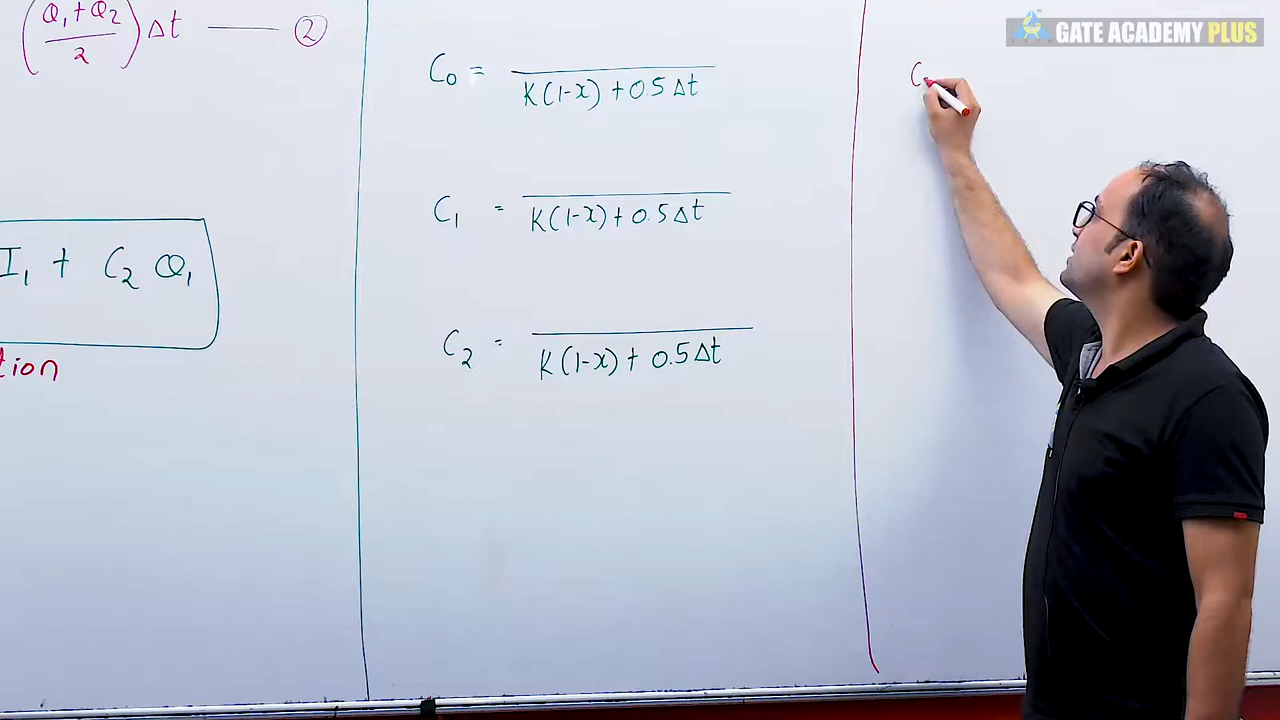 (Q₁+Q₂/2) Δt —— ②
I₁ + C₂ Q₁
tion
C₀ = / K(1-x) + 0.5 Δt
C₁ = / K(1-x) + 0.5 Δt
C₂ = / K(1-x) + 0.5 Δt
C
GATE ACADEMY PLUS